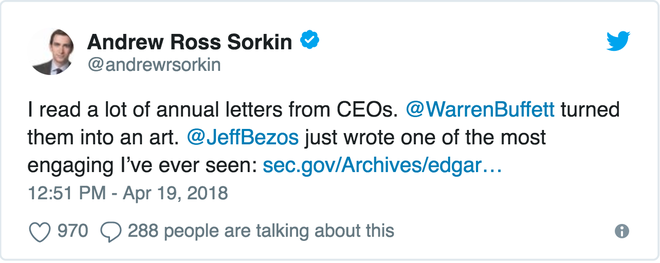 Andrew Ross Sorkin
@andrewrsorkin
I read a lot of annual letters from CEOs. @WarrenBuffett turned
them into an art. @JeffBezos just wrote one of the most
engaging I’ve ever seen: sec.gov/Archives/edgar…
12:51 PM - Apr 19, 2018
970 288 people are talking about this